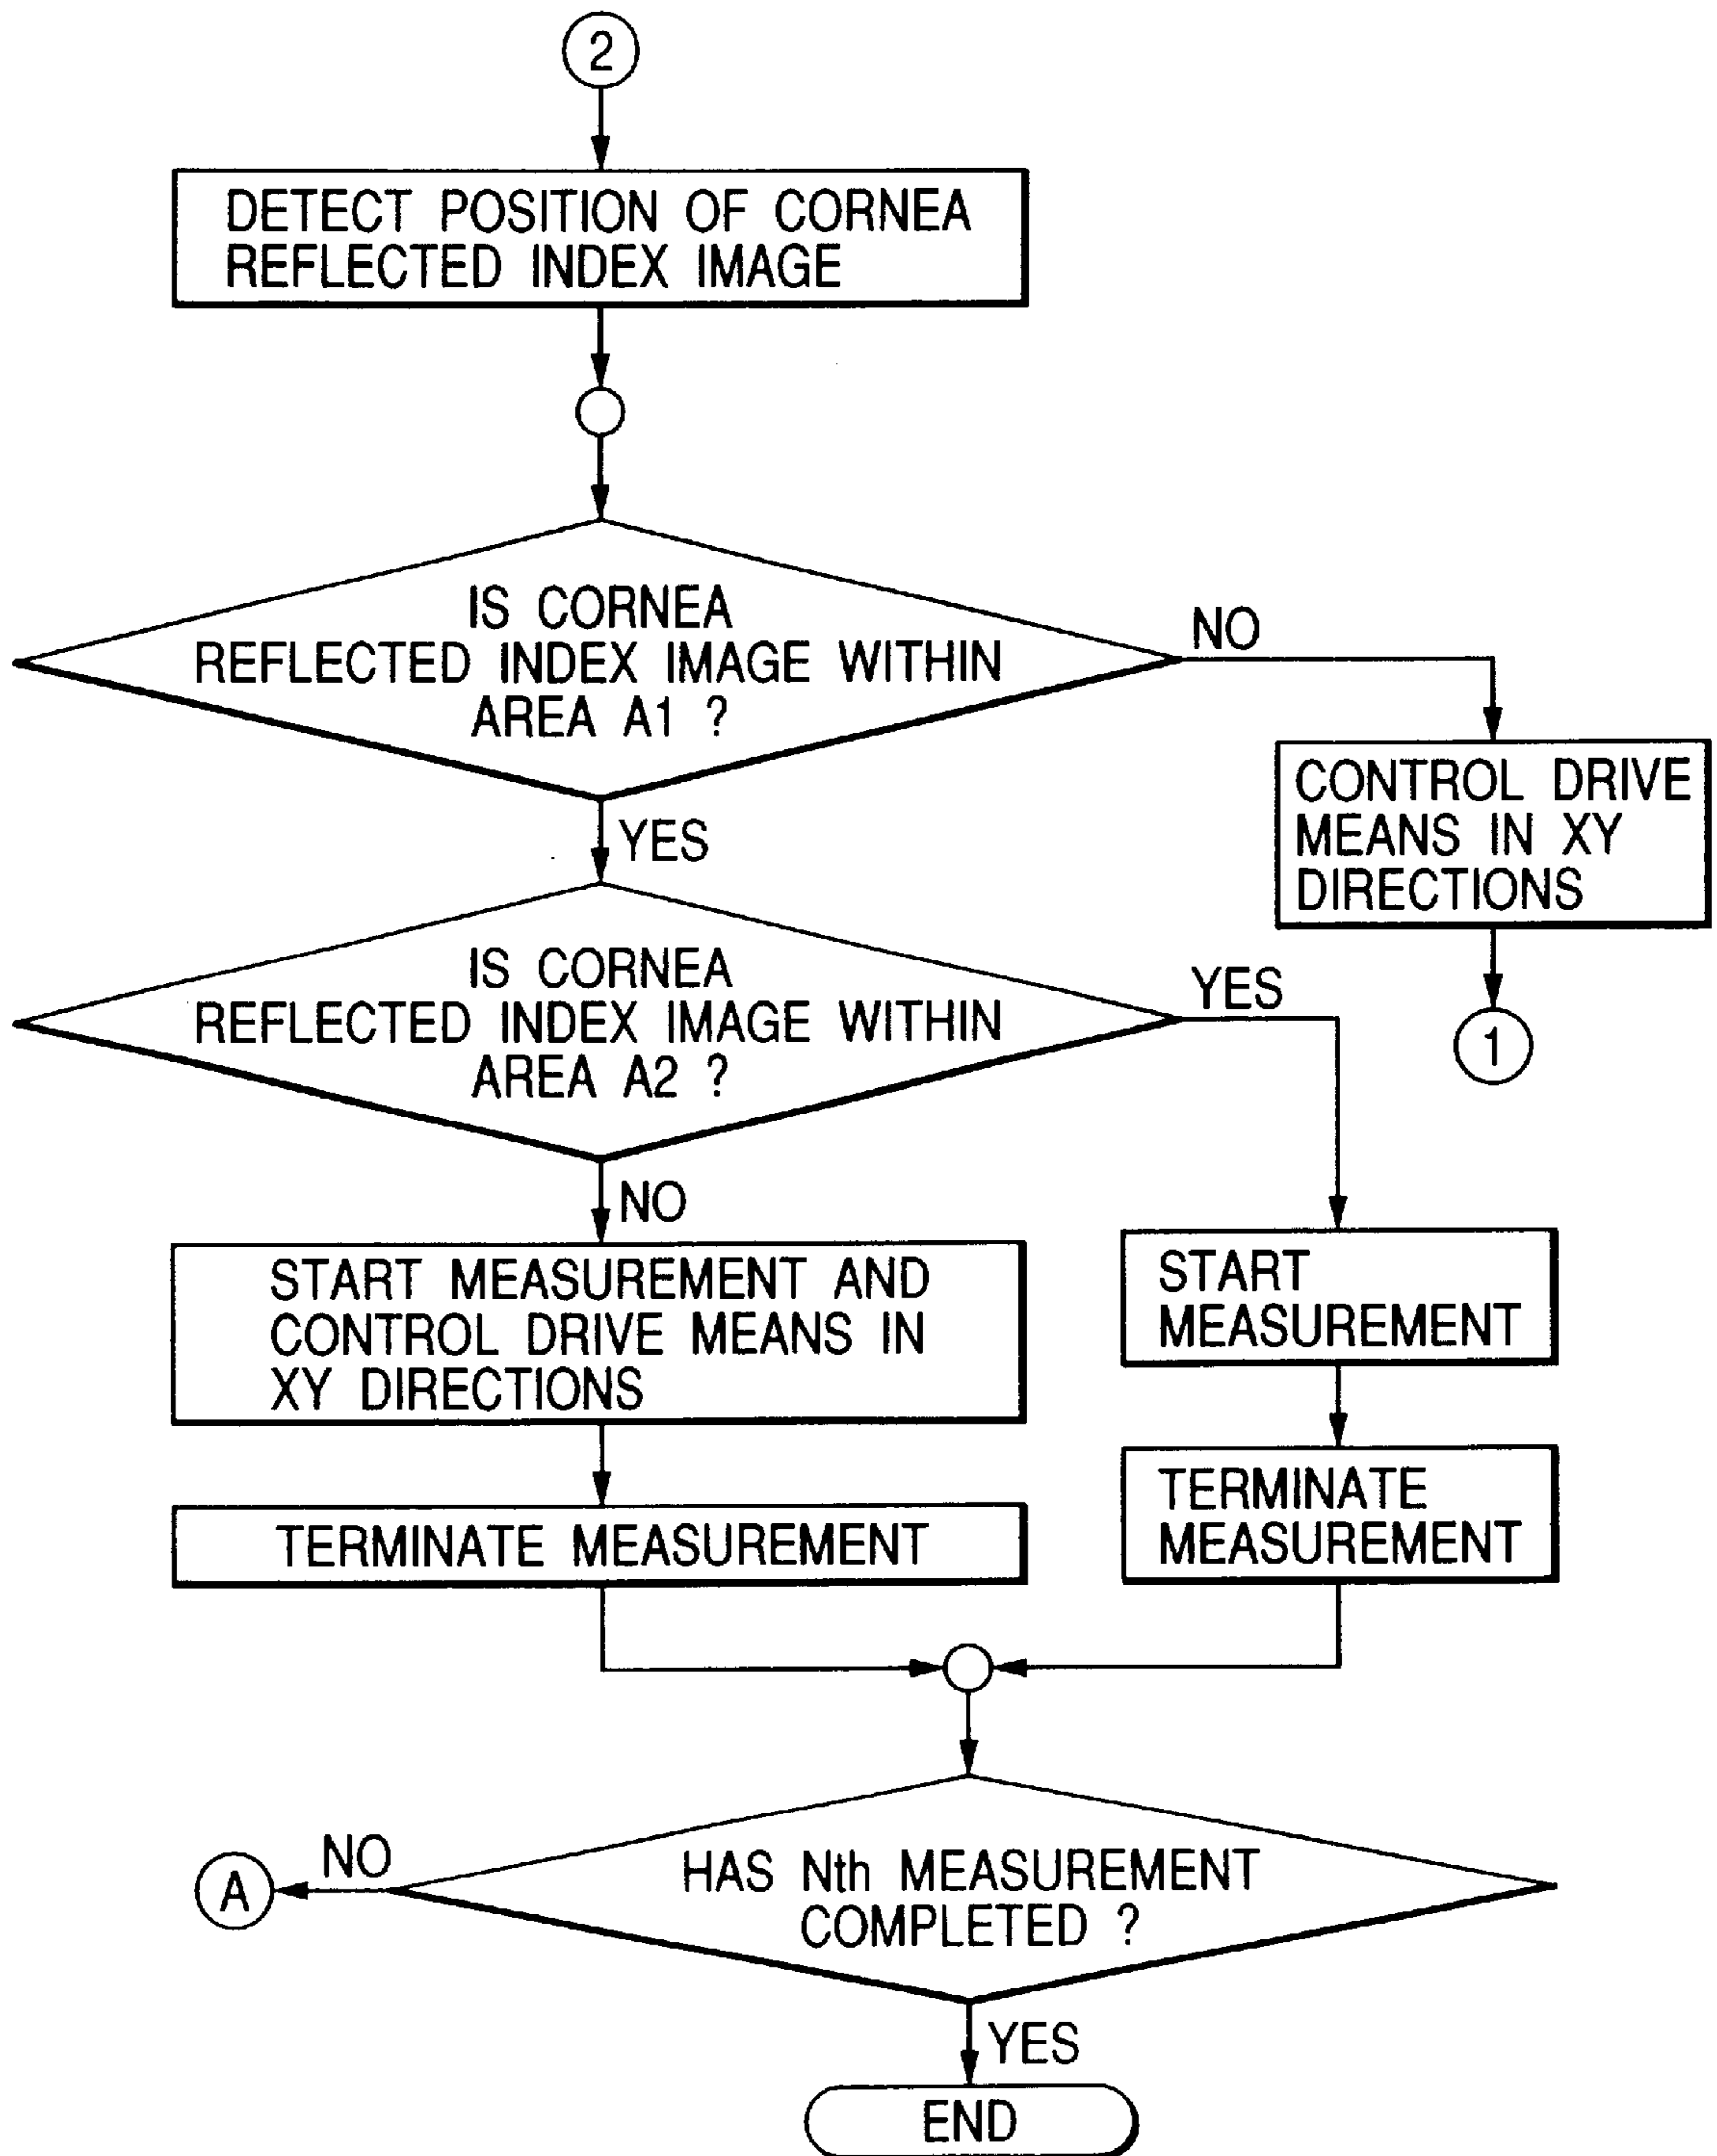 2
DETECT POSITION OF CORNEA
REFLECTED INDEX IMAGE
IS CORNEA
REFLECTED INDEX IMAGE WITHIN
AREA A1 ?
NO
CONTROL DRIVE
MEANS IN XY
DIRECTIONS
1
YES
IS CORNEA
REFLECTED INDEX IMAGE WITHIN
AREA A2 ?
YES
NO
START MEASUREMENT AND
CONTROL DRIVE MEANS IN
XY DIRECTIONS
TERMINATE MEASUREMENT
START
MEASUREMENT
TERMINATE
MEASUREMENT
HAS Nth MEASUREMENT
COMPLETED ?
NO
A
YES
END